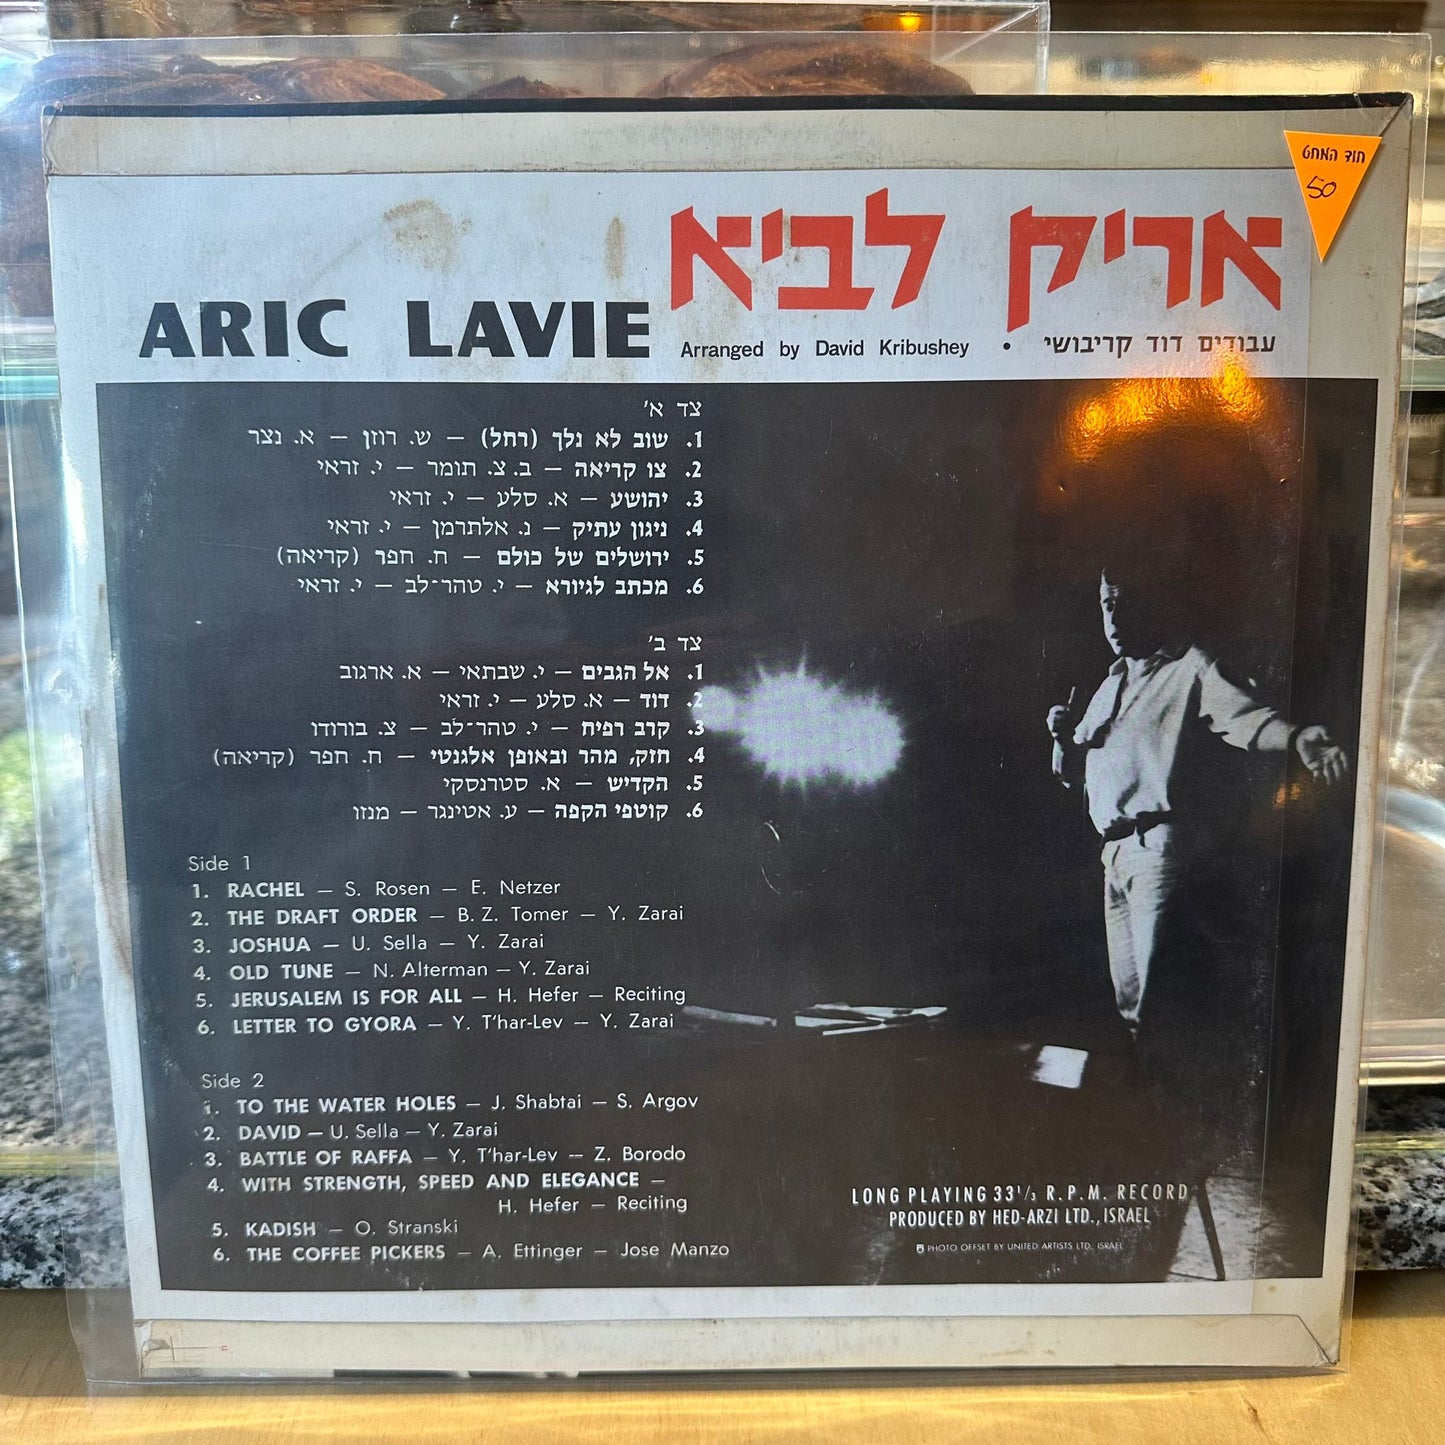 חוד המחט
50
אריק לביא
ARIC LAVIE
Arranged by David Kribushey • עבודים דוד קריבושי
צד א׳
1. שוב לא נלך (רחל) – ש. רוזן – א. נצר
2. צו קריאה – ב. צ. תומר – י. זראי
3. יהושע – א. סלע – י. זראי
4. ניגון עתיק – נ. אלתרמן – י. זראי
5. ירושלים של כולם – ח. חפר (קריאה)
6. מכתב לגיורא – י. טהר־לב – י. זראי
צד ב׳
1. אל הגבים – י. שבתאי – א. ארגוב
2. דוד – א. סלע – י. זראי
3. קרב רפיח – י. טהר־לב – צ. בורודו
4. חזק, מהר ובאופן אלגנטי – ח. חפר (קריאה)
5. הקדיש – א. סטרנסקי
6. קוטפי הקפה – ע. אטינגר – מנזו
Side 1
1. RACHEL – S. Rosen – E. Netzer
2. THE DRAFT ORDER – B. Z. Tomer – Y. Zarai
3. JOSHUA – U. Sella – Y. Zarai
4. OLD TUNE – N. Alterman – Y. Zarai
5. JERUSALEM IS FOR ALL – H. Hefer – Reciting
6. LETTER TO GYORA – Y. T'har-Lev -- Y. Zarai
Side 2
1. TO THE WATER HOLES – J. Shabtai – S. Argov
2. DAVID – U. Sella – Y. Zarai
3. BATTLE OF RAFFA – Y. T'har-Lev -- Z. Borodo
4. WITH STRENGTH, SPEED AND ELEGANCE –
H. Hefer – Reciting
5. KADISH – O. Stranski
6. THE COFFEE PICKERS – A. Ettinger – Jose Manzo
LONG PLAYING 33 1/3 R.P.M. RECORD
PRODUCED BY HED-ARZI LTD., ISRAEL
PHOTO OFFSET BY UNITED ARTISTS LTD. ISRAEL